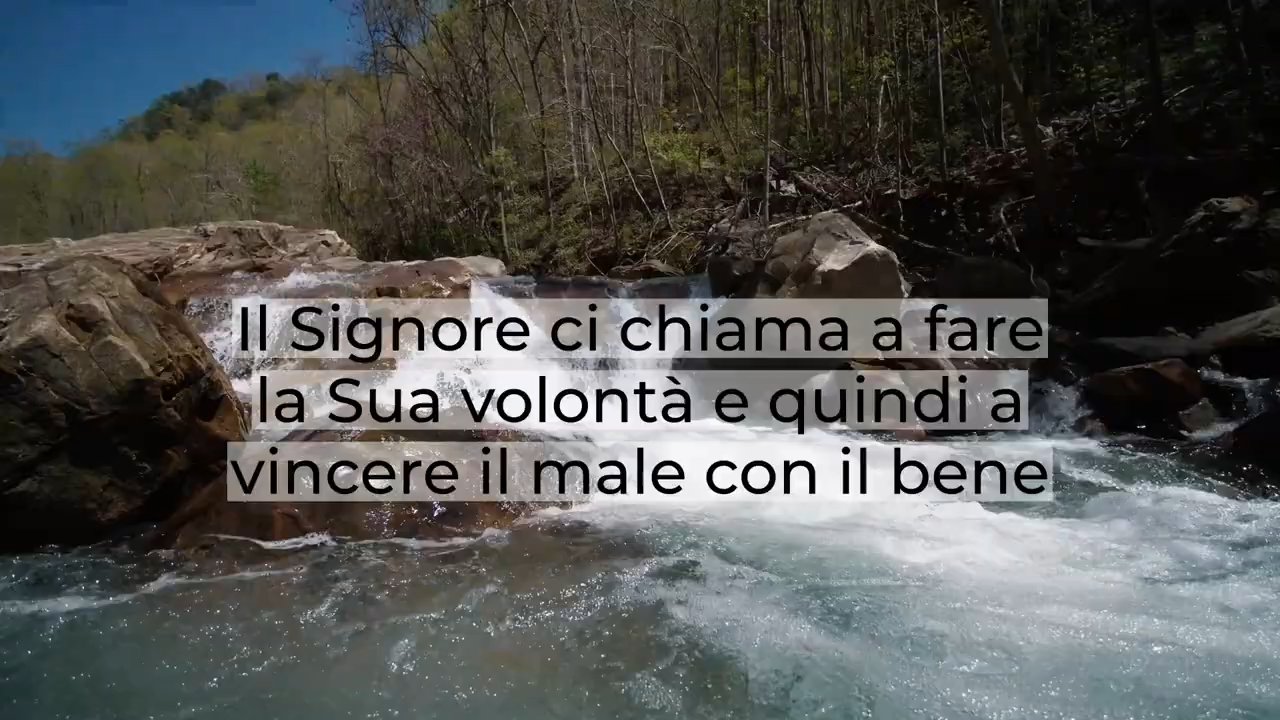 Il Signore ci chiama a fare
la Sua volontà e quindi a
vincere il male con il bene